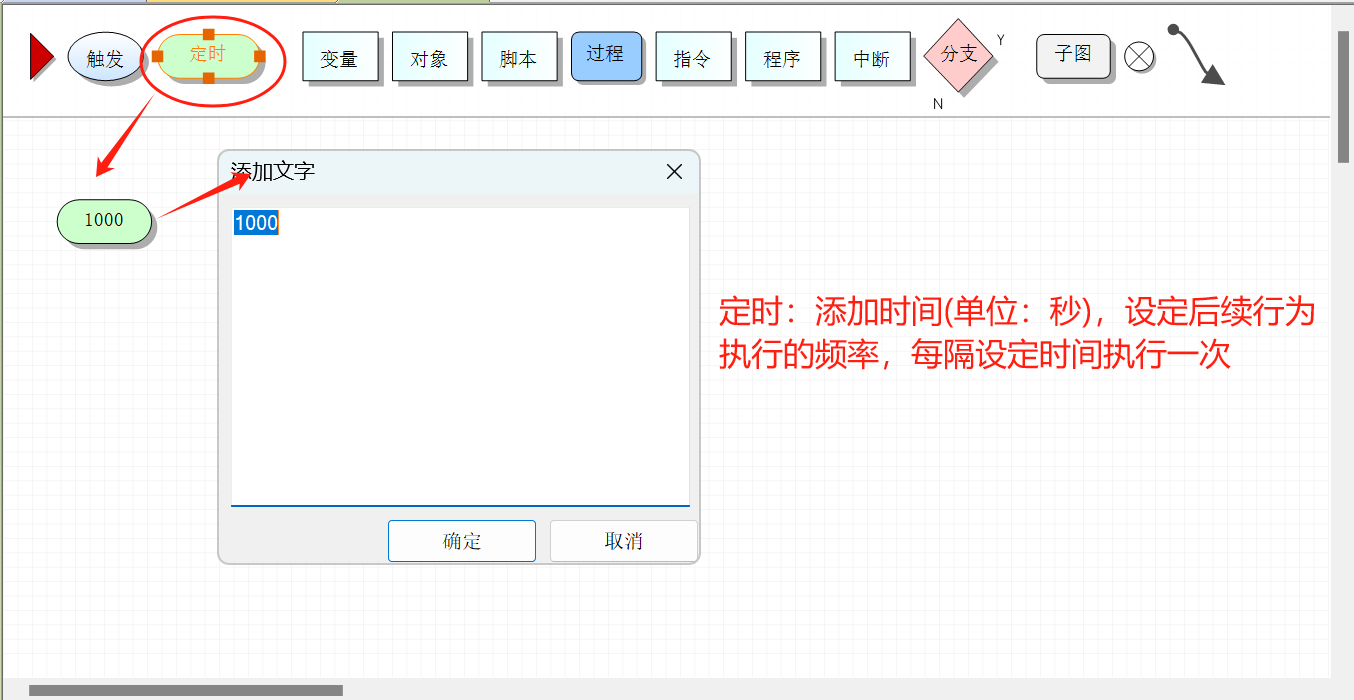 触发
定时
变量
对象
脚本
过程
指令
程序
中断
分支
Y
N
子图
添加文字
1000
1000
定时：添加时间(单位：秒)，设定后续行为
执行的频率，每隔设定时间执行一次
确定
取消